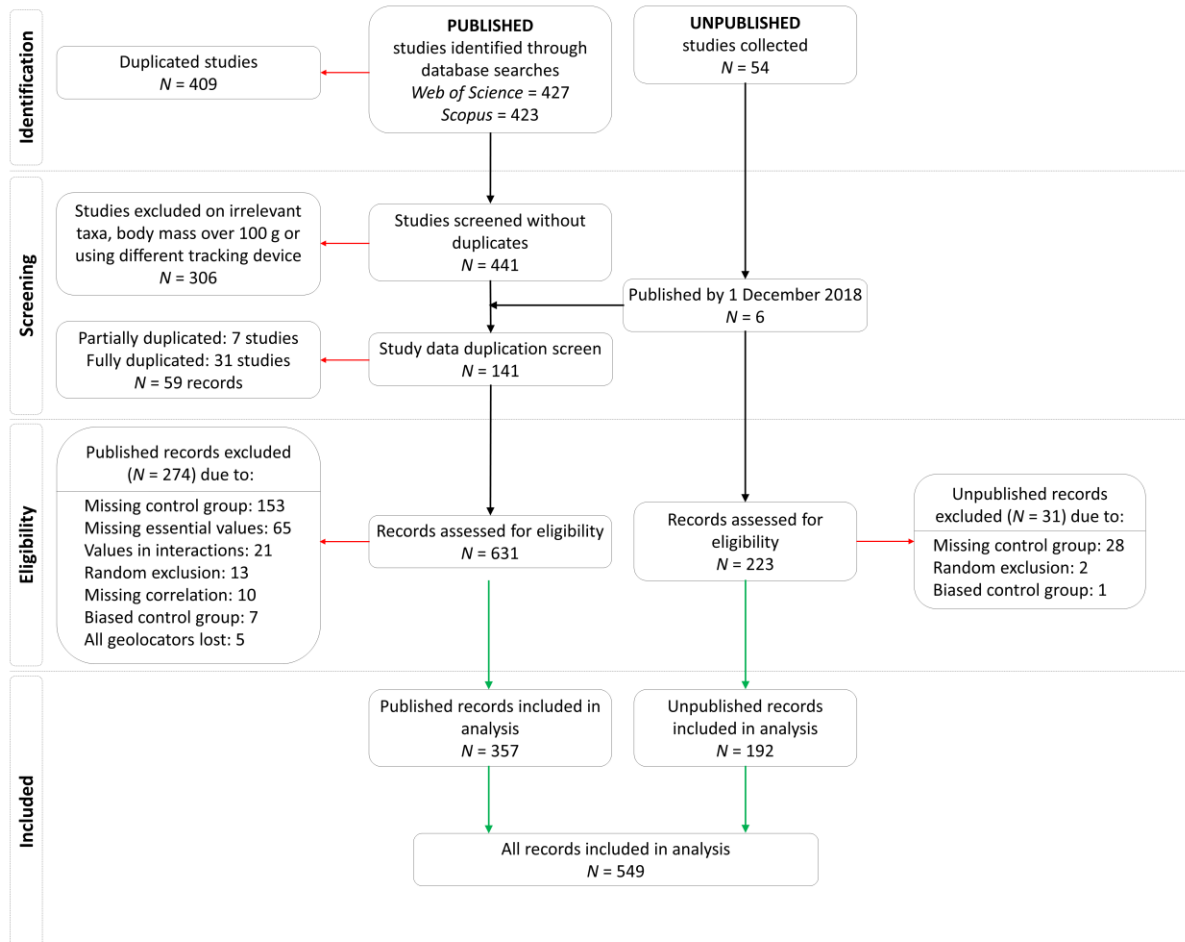 Identification
PUBLISHED
studies identified through
database searches
Web of Science = 427
Scopus = 423
UNPUBLISHED
studies collected
N = 54
Duplicated studies
N = 409
Screening
Studies excluded on irrelevant
taxa, body mass over 100 g or
using different tracking device
N = 306
Studies screened without
duplicates
N = 441
Published by 1 December 2018
N = 6
Partially duplicated: 7 studies
Fully duplicated: 31 studies
N = 59 records
Study data duplication screen
N = 141
Eligibility
Published records excluded
(N = 274) due to:
Missing control group: 153
Missing essential values: 65
Values in interactions: 21
Random exclusion: 13
Missing correlation: 10
Biased control group: 7
All geolocators lost: 5
Records assessed for eligibility
N = 631
Records assessed for
eligibility
N = 223
Unpublished records
excluded (N = 31) due to:
Missing control group: 28
Random exclusion: 2
Biased control group: 1
Included
Published records included in
analysis
N = 357
Unpublished records
included in analysis
N = 192
All records included in analysis
N = 549